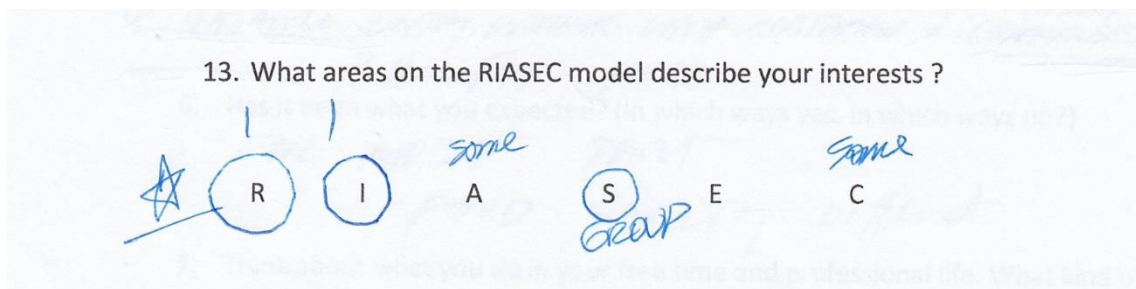 13. What areas on the RIASEC model describe your interests ?
some some
R I A S E C
GROUP